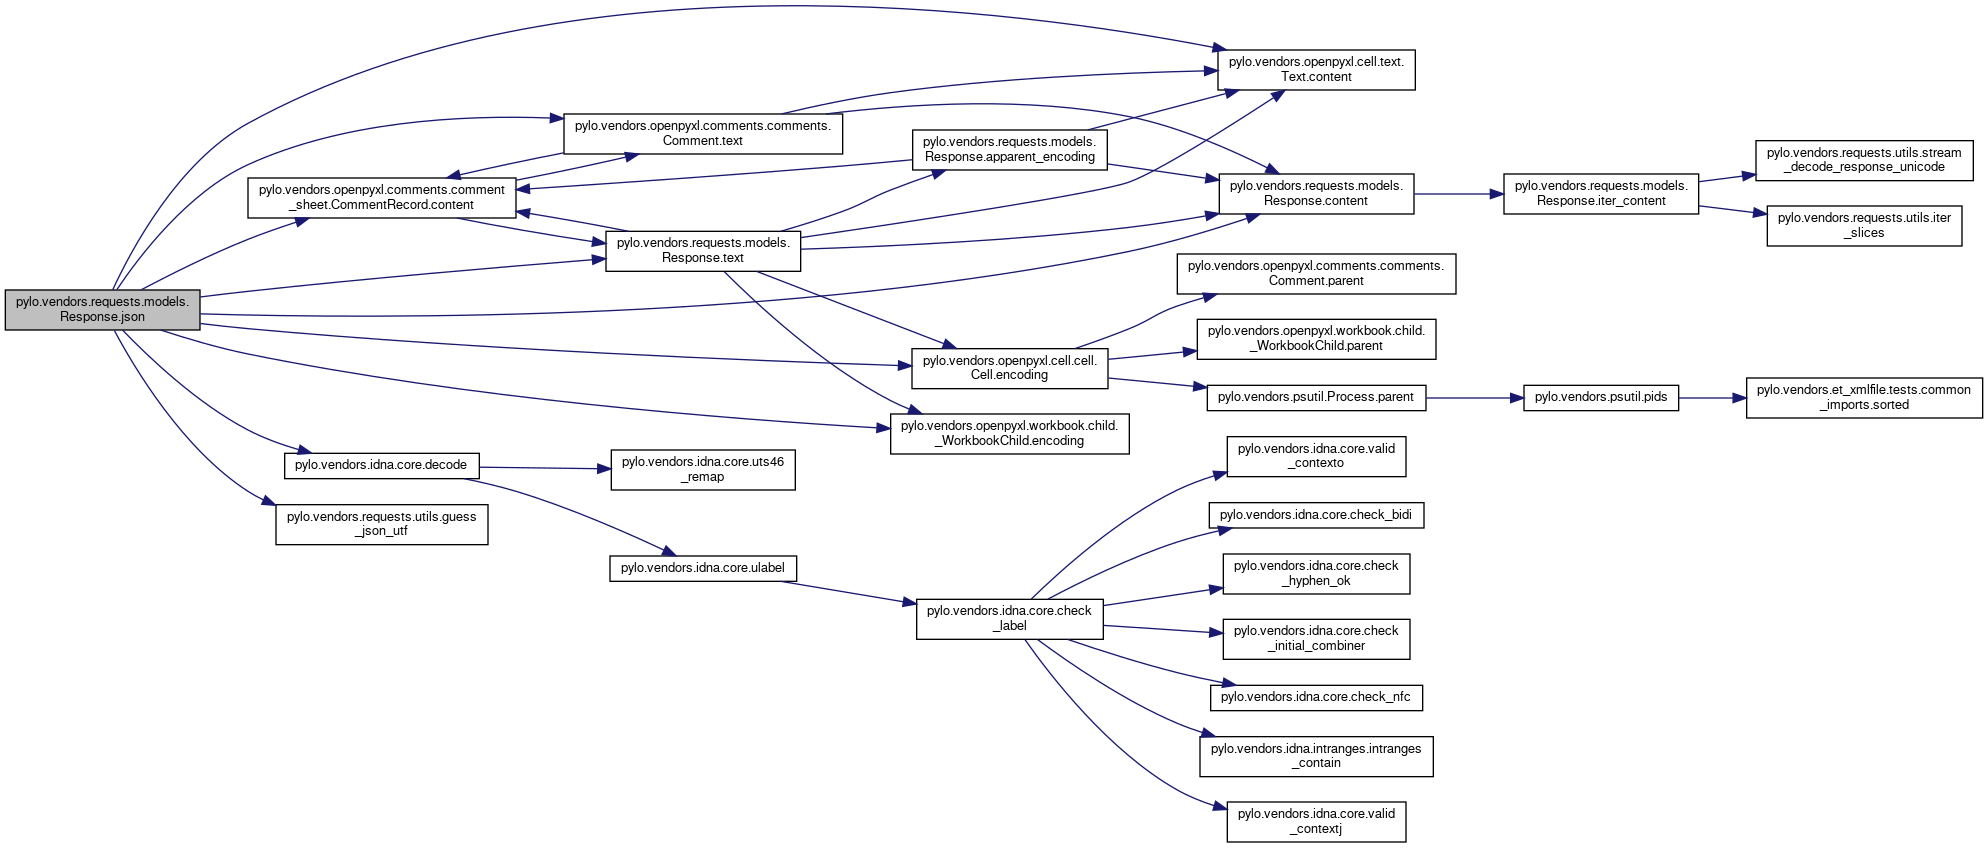 pylo.vendors.requests.models.
Response.json
pylo.vendors.openpyxl.comments.comment
_sheet.CommentRecord.content
pylo.vendors.idna.core.decode
pylo.vendors.requests.utils.guess
_json_utf
pylo.vendors.openpyxl.comments.comments.
Comment.text
pylo.vendors.requests.models.
Response.text
pylo.vendors.idna.core.uts46
_remap
pylo.vendors.idna.core.ulabel
pylo.vendors.requests.models.
Response.apparent_encoding
pylo.vendors.openpyxl.cell.cell.
Cell.encoding
pylo.vendors.openpyxl.workbook.child.
_WorkbookChild.encoding
pylo.vendors.idna.core.check
_label
pylo.vendors.openpyxl.cell.text.
Text.content
pylo.vendors.requests.models.
Response.content
pylo.vendors.openpyxl.comments.comments.
Comment.parent
pylo.vendors.openpyxl.workbook.child.
_WorkbookChild.parent
pylo.vendors.psutil.Process.parent
pylo.vendors.idna.core.valid
_contexto
pylo.vendors.idna.core.check_bidi
pylo.vendors.idna.core.check
_hyphen_ok
pylo.vendors.idna.core.check
_initial_combiner
pylo.vendors.idna.core.check_nfc
pylo.vendors.idna.intranges.intranges
_contain
pylo.vendors.idna.core.valid
_contextj
pylo.vendors.requests.models.
Response.iter_content
pylo.vendors.psutil.pids
pylo.vendors.requests.utils.stream
_decode_response_unicode
pylo.vendors.requests.utils.iter
_slices
pylo.vendors.et_xmlfile.tests.common
_imports.sorted